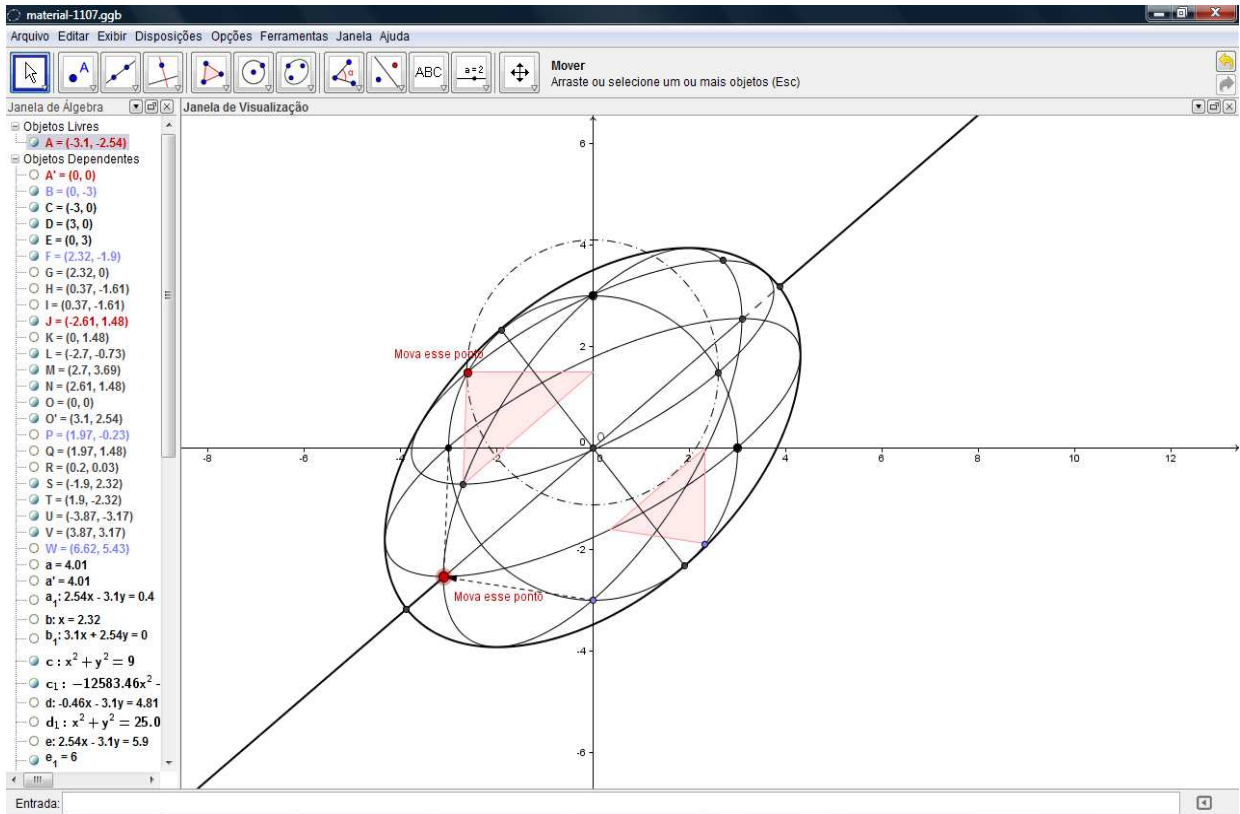 material-1107.ggb
Arquivo Editar Exibir Disposições Opções Ferramentas Janela Ajuda
A
α
ABC
a=2
Mover
Arraste ou selecione um ou mais objetos (Esc)
Janela de Álgebra
Janela de Visualização
Objetos Livres
A = (-3.1, -2.54)
Objetos Dependentes
A' = (0, 0)
B = (0, -3)
C = (-3, 0)
D = (3, 0)
E = (0, 3)
F = (2.32, -1.9)
G = (2.32, 0)
H = (0.37, -1.61)
I = (0.37, -1.61)
J = (-2.61, 1.48)
K = (0, 1.48)
L = (-2.7, -0.73)
M = (2.7, 3.69)
N = (2.61, 1.48)
O = (0, 0)
O' = (3.1, 2.54)
P = (1.97, -0.23)
Q = (1.97, 1.48)
R = (0.2, 0.03)
S = (-1.9, 2.32)
T = (1.9, -2.32)
U = (-3.87, -3.17)
V = (3.87, 3.17)
W = (6.62, 5.43)
a = 4.01
a' = 4.01
a₁: 2.54x - 3.1y = 0.4
b: x = 2.32
b₁: 3.1x + 2.54y = 0
c : x² + y² = 9
c₁ : −12583.46x² -
d: -0.46x - 3.1y = 4.81
d₁ : x² + y² = 25.0
e: 2.54x - 3.1y = 5.9
e₁ = 6
6
4
2
0
-2
-4
-6
-8
-6
-4
-2
0
2
4
6
8
10
12
O
Mova esse ponto
Mova esse ponto
Entrada: